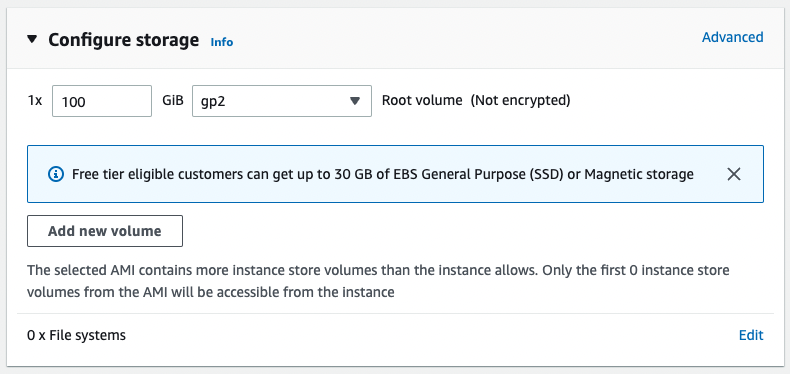 Configure storage Info Advanced
1x 100 GiB gp2 Root volume (Not encrypted)
Free tier eligible customers can get up to 30 GB of EBS General Purpose (SSD) or Magnetic storage
Add new volume
The selected AMI contains more instance store volumes than the instance allows. Only the first 0 instance store
volumes from the AMI will be accessible from the instance
0 x File systems Edit